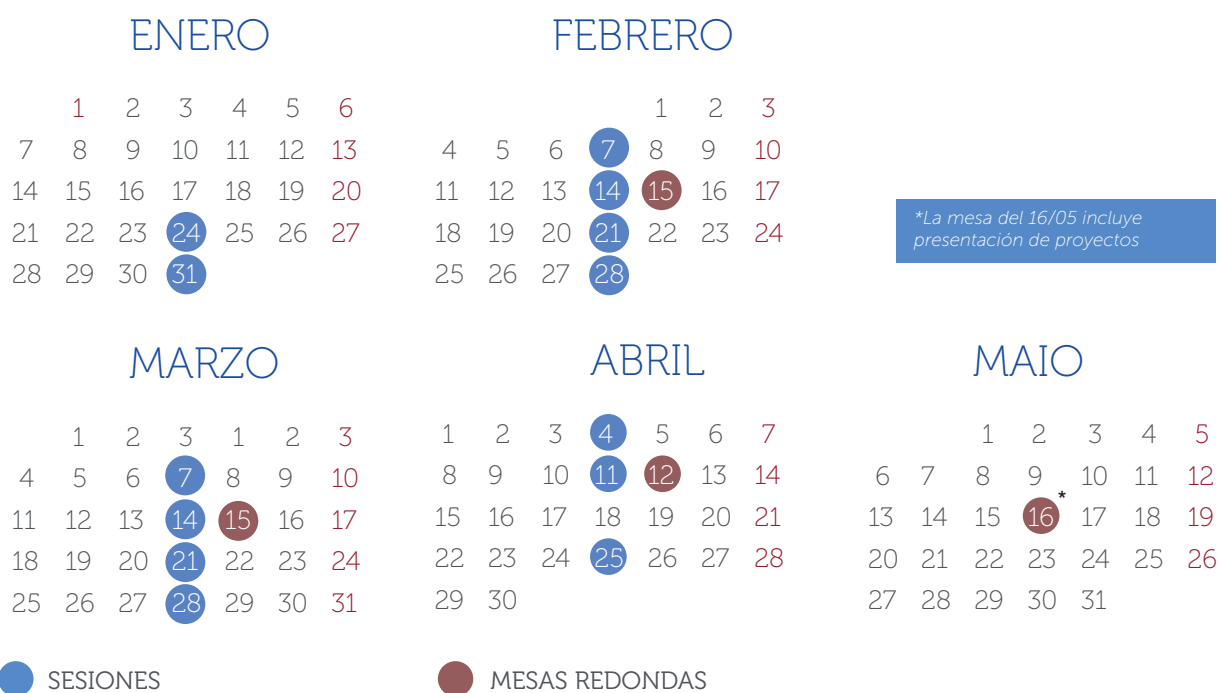 ENERO
1 2 3 4 5 6
7 8 9 10 11 12 13
14 15 16 17 18 19 20
21 22 23 24 25 26 27
28 29 30 31
FEBRERO
1 2 3
4 5 6 7 8 9 10
11 12 13 14 15 16 17
18 19 20 21 22 23 24
25 26 27 28
*La mesa del 16/05 incluye
presentación de proyectos
MARZO
1 2 3 1 2 3
4 5 6 7 8 9 10
11 12 13 14 15 16 17
18 19 20 21 22 23 24
25 26 27 28 29 30 31
ABRIL
1 2 3 4 5 6 7
8 9 10 11 12 13 14
15 16 17 18 19 20 21
22 23 24 25 26 27 28
29 30
MAIO
1 2 3 4 5
6 7 8 9 10 11 12
13 14 15 16* 17 18 19
20 21 22 23 24 25 26
27 28 29 30 31
SESIONES
MESAS REDONDAS